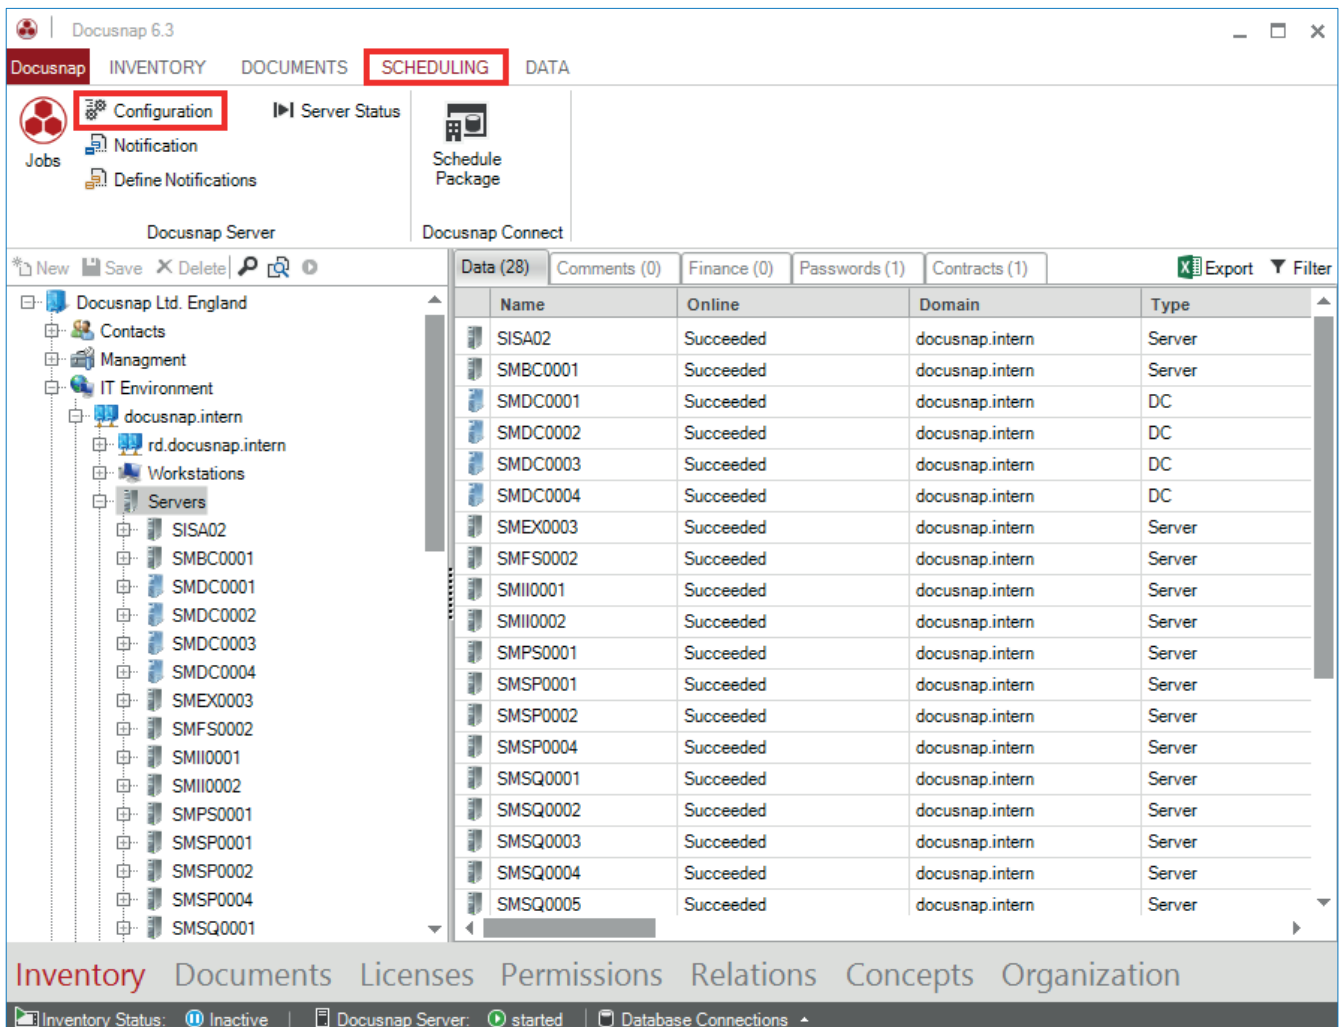 Docusnap 6.3
Docusnap INVENTORY DOCUMENTS SCHEDULING DATA
Jobs
Configuration
Notification
Define Notifications
Server Status
Docusnap Server
Schedule
Package
Docusnap Connect
New Save Delete
Docusnap Ltd. England
Contacts
Managment
IT Environment
docusnap.intern
rd.docusnap.intern
Workstations
Servers
SISA02
SMBC0001
SMDC0001
SMDC0002
SMDC0003
SMDC0004
SMEX0003
SMFS0002
SMII0001
SMII0002
SMPS0001
SMSP0001
SMSP0002
SMSP0004
SMSQ0001
Data (28) Comments (0) Finance (0) Passwords (1) Contracts (1) Export Filter
Name Online Domain Type
SISA02 Succeeded docusnap.intern Server
SMBC0001 Succeeded docusnap.intern Server
SMDC0001 Succeeded docusnap.intern DC
SMDC0002 Succeeded docusnap.intern DC
SMDC0003 Succeeded docusnap.intern DC
SMDC0004 Succeeded docusnap.intern DC
SMEX0003 Succeeded docusnap.intern Server
SMFS0002 Succeeded docusnap.intern Server
SMII0001 Succeeded docusnap.intern Server
SMII0002 Succeeded docusnap.intern Server
SMPS0001 Succeeded docusnap.intern Server
SMSP0001 Succeeded docusnap.intern Server
SMSP0002 Succeeded docusnap.intern Server
SMSP0004 Succeeded docusnap.intern Server
SMSQ0001 Succeeded docusnap.intern Server
SMSQ0002 Succeeded docusnap.intern Server
SMSQ0003 Succeeded docusnap.intern Server
SMSQ0004 Succeeded docusnap.intern Server
SMSQ0005 Succeeded docusnap.intern Server
Inventory Documents Licenses Permissions Relations Concepts Organization
Inventory Status: Inactive | Docusnap Server: started | Database Connections